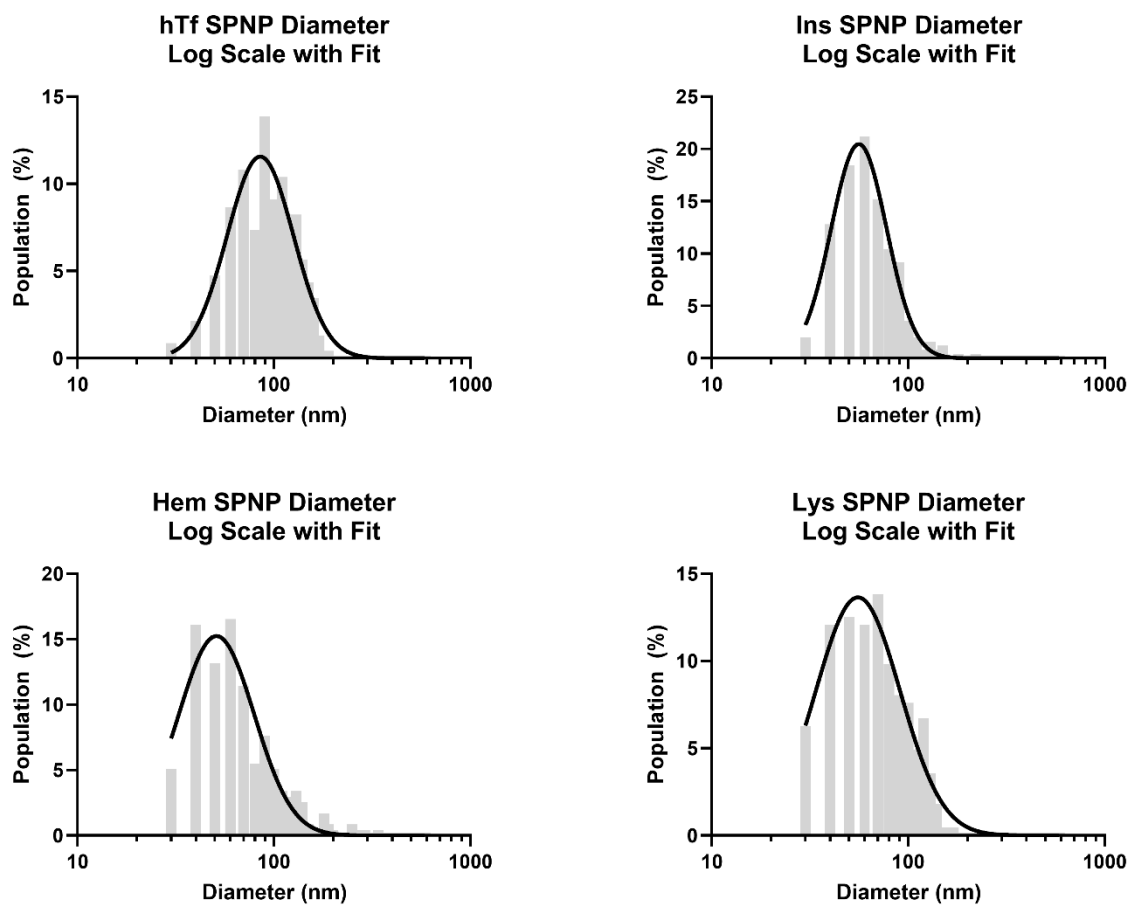 hTf SPNP Diameter
Log Scale with Fit
15
10
5
0
Population (%)
10
100
1000
Diameter (nm)
Ins SPNP Diameter
Log Scale with Fit
25
20
15
10
5
0
Population (%)
10
100
1000
Diameter (nm)
Hem SPNP Diameter
Log Scale with Fit
20
15
10
5
0
Population (%)
10
100
1000
Diameter (nm)
Lys SPNP Diameter
Log Scale with Fit
15
10
5
0
Population (%)
10
100
1000
Diameter (nm)